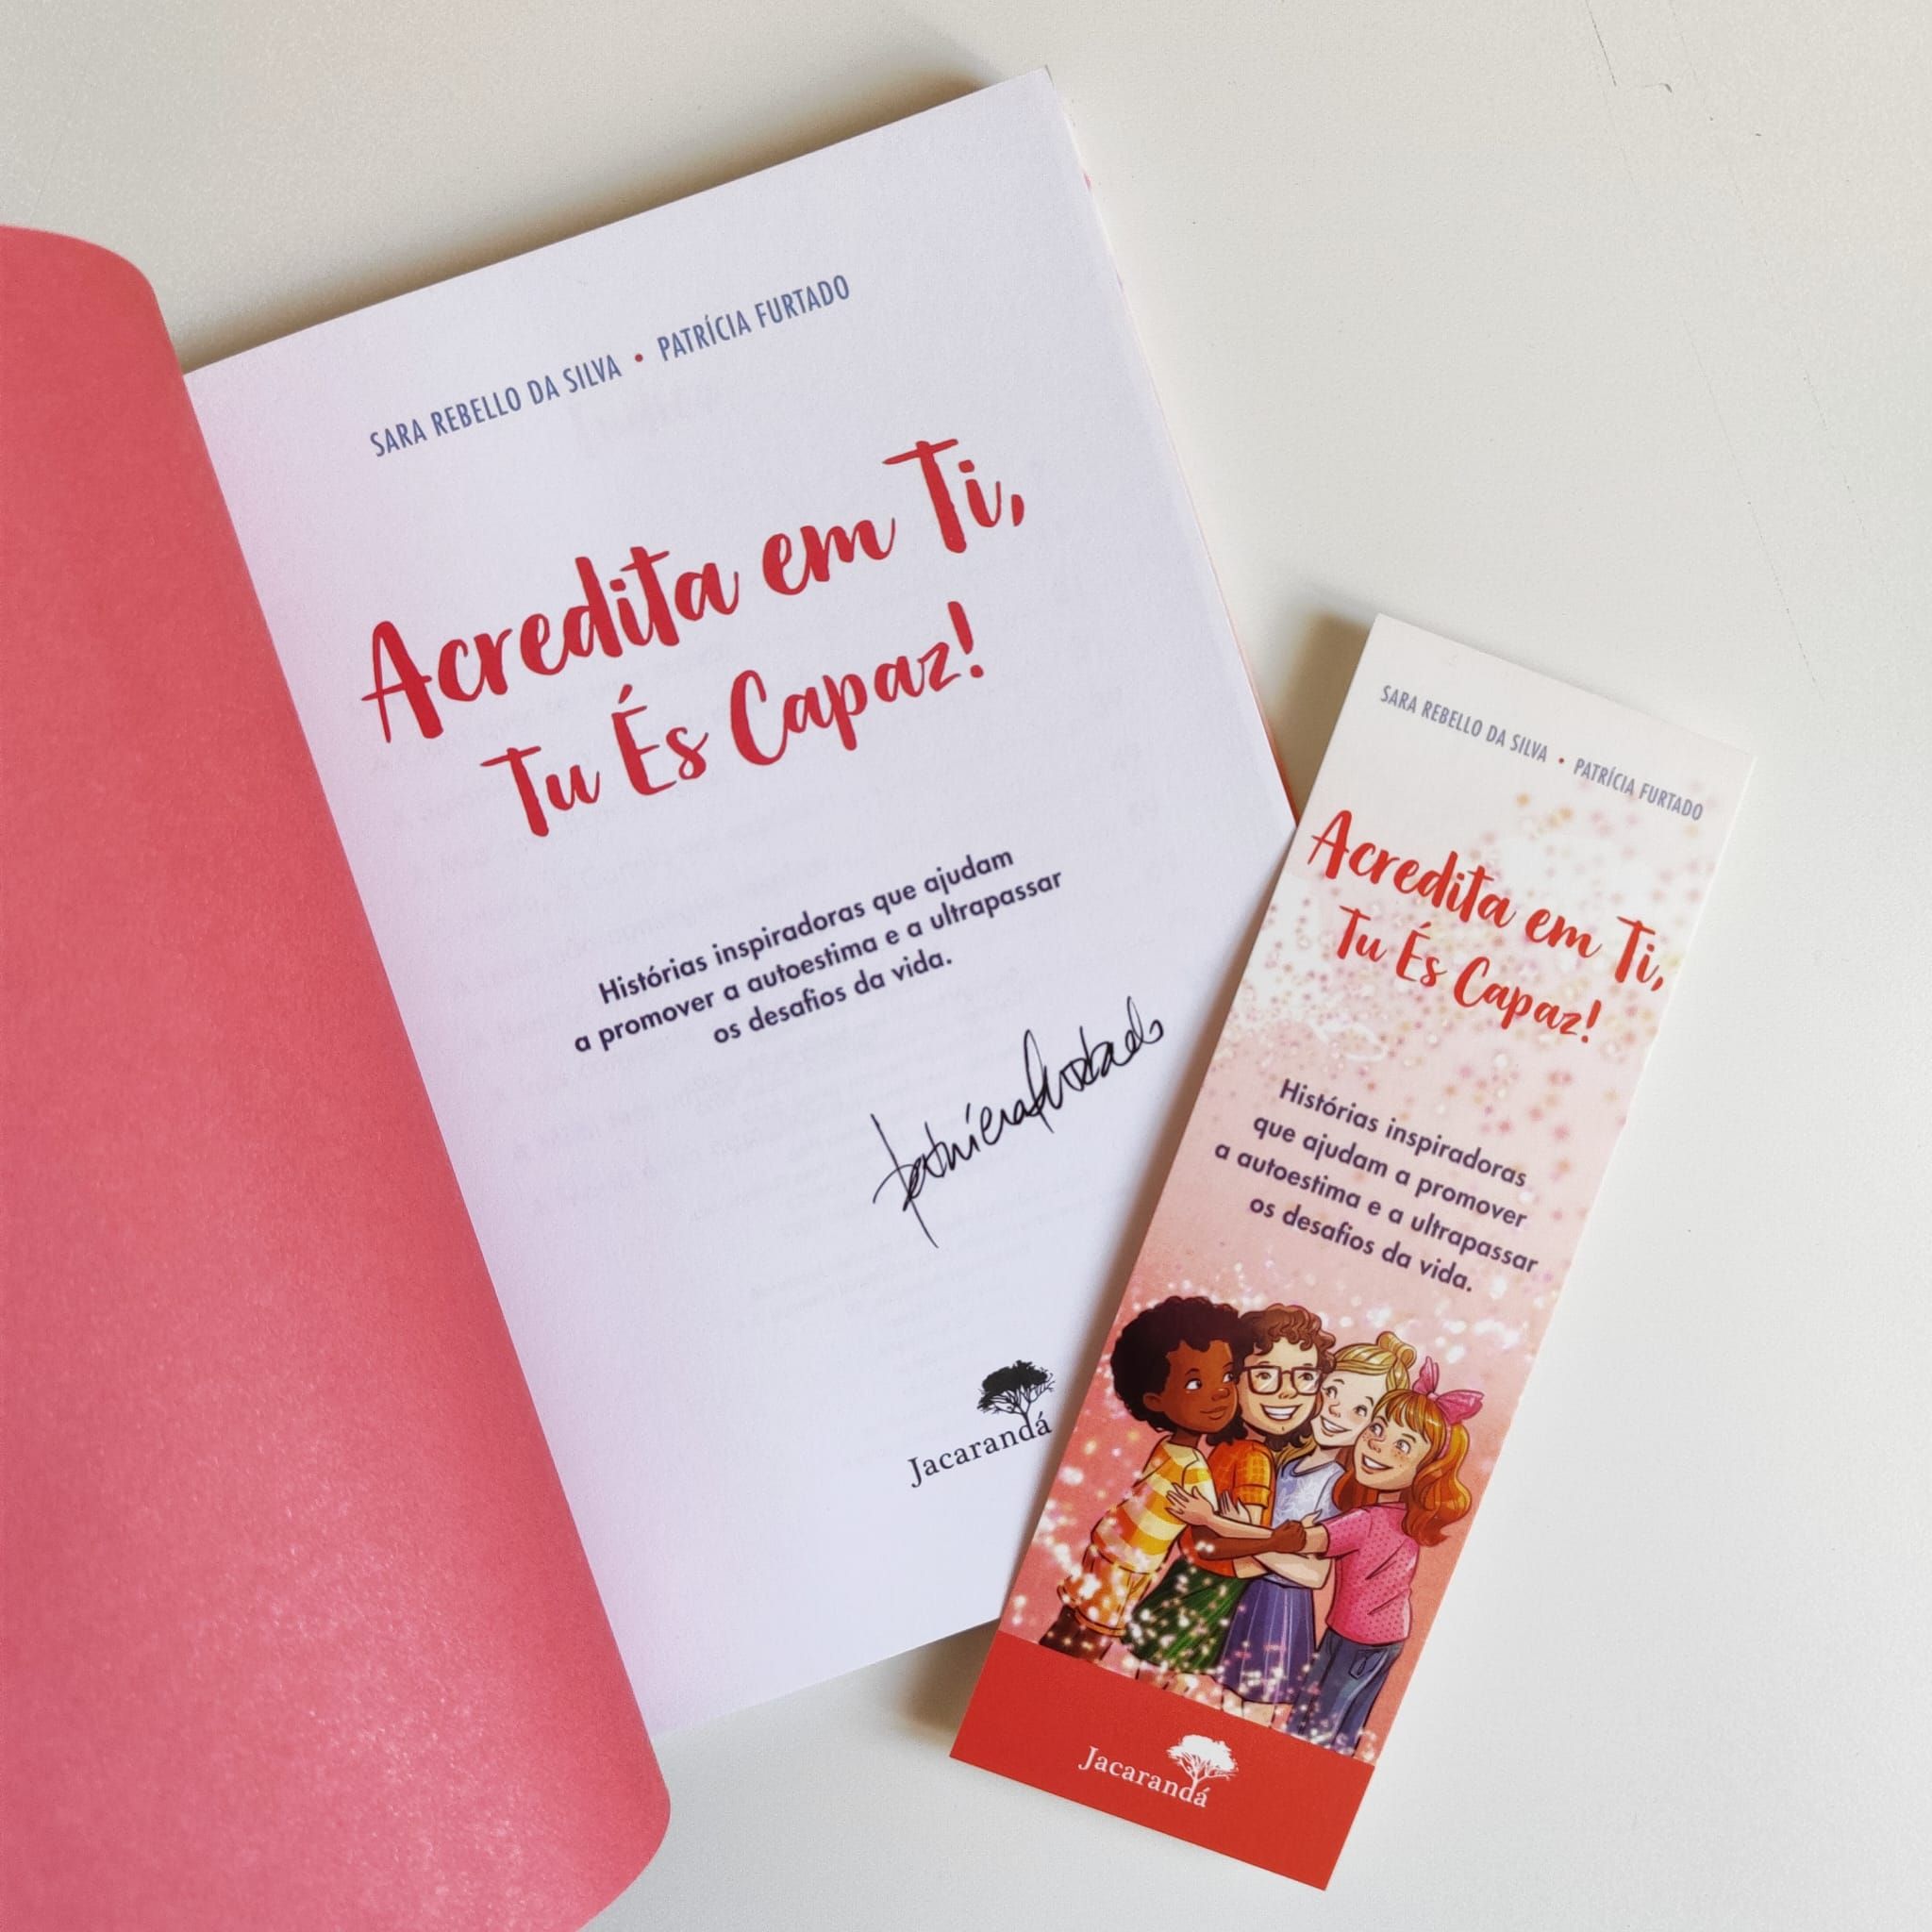 SARA REBELLO DA SILVA • PATRÍCIA FURTADO
Acredita em Ti,
Tu És Capaz!
Histórias inspiradoras que ajudam
a promover a autoestima e a ultrapassar
os desafios da vida.
Patrícia Furtado
Jacarandá
SARA REBELLO DA SILVA • PATRÍCIA FURTADO
Acredita em Ti,
Tu És Capaz!
Histórias inspiradoras
que ajudam a promover
a autoestima e a ultrapassar
os desafios da vida.
Jacarandá